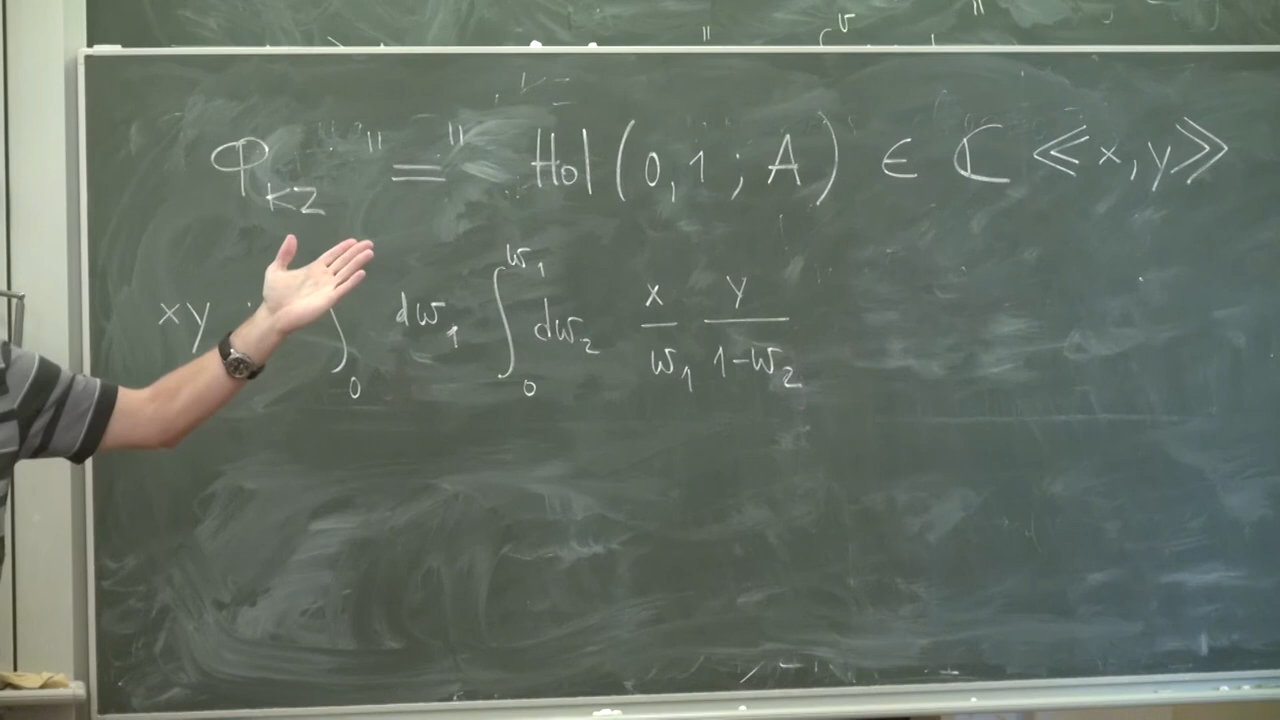 Φ_KZ "=" Hol(0,1;A) ∈ ℂ≪x,y≫
xy ∫_0 dw_1 ∫_0^{w_1} dw_2 x/w_1 y/(1-w_2)